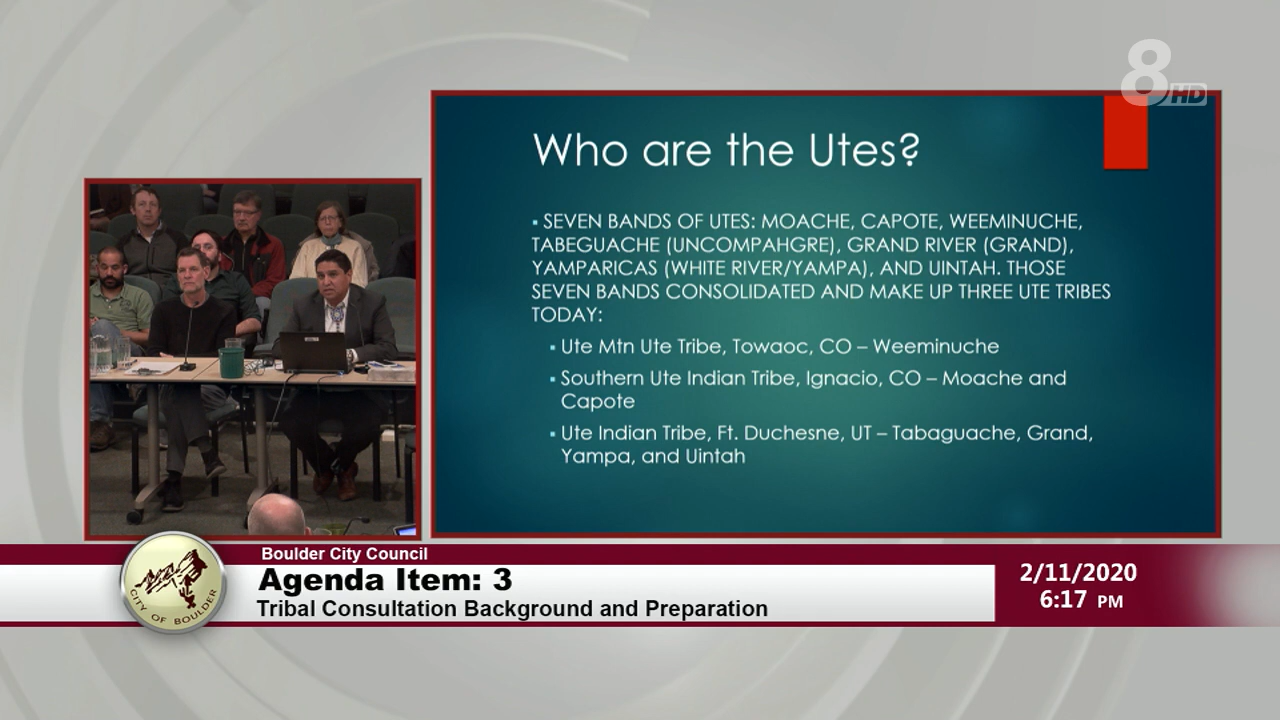 8HD
Who are the Utes?
▪ SEVEN BANDS OF UTES: MOACHE, CAPOTE, WEEMINUCHE,
TABEGUACHE (UNCOMPAHGRE), GRAND RIVER (GRAND),
YAMPARICAS (WHITE RIVER/YAMPA), AND UINTAH. THOSE
SEVEN BANDS CONSOLIDATED AND MAKE UP THREE UTE TRIBES
TODAY:
▪ Ute Mtn Ute Tribe, Towaoc, CO – Weeminuche
▪ Southern Ute Indian Tribe, Ignacio, CO – Moache and
Capote
▪ Ute Indian Tribe, Ft. Duchesne, UT – Tabaguache, Grand,
Yampa, and Uintah
Boulder City Council
Agenda Item: 3
Tribal Consultation Background and Preparation
2/11/2020
6:17 PM
CITY OF BOULDER